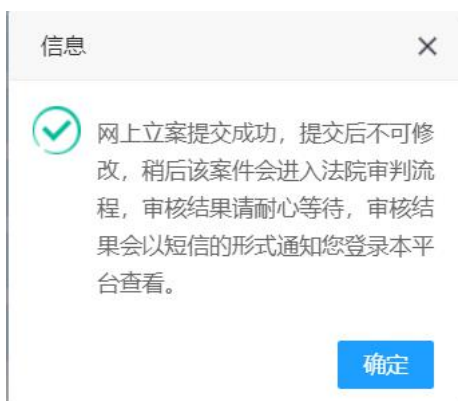 信息
网上立案提交成功，提交后不可修
改，稍后该案件会进入法院审判流
程，审核结果请耐心等待，审核结
果会以短信的形式通知您登录本平
台查看。
确定